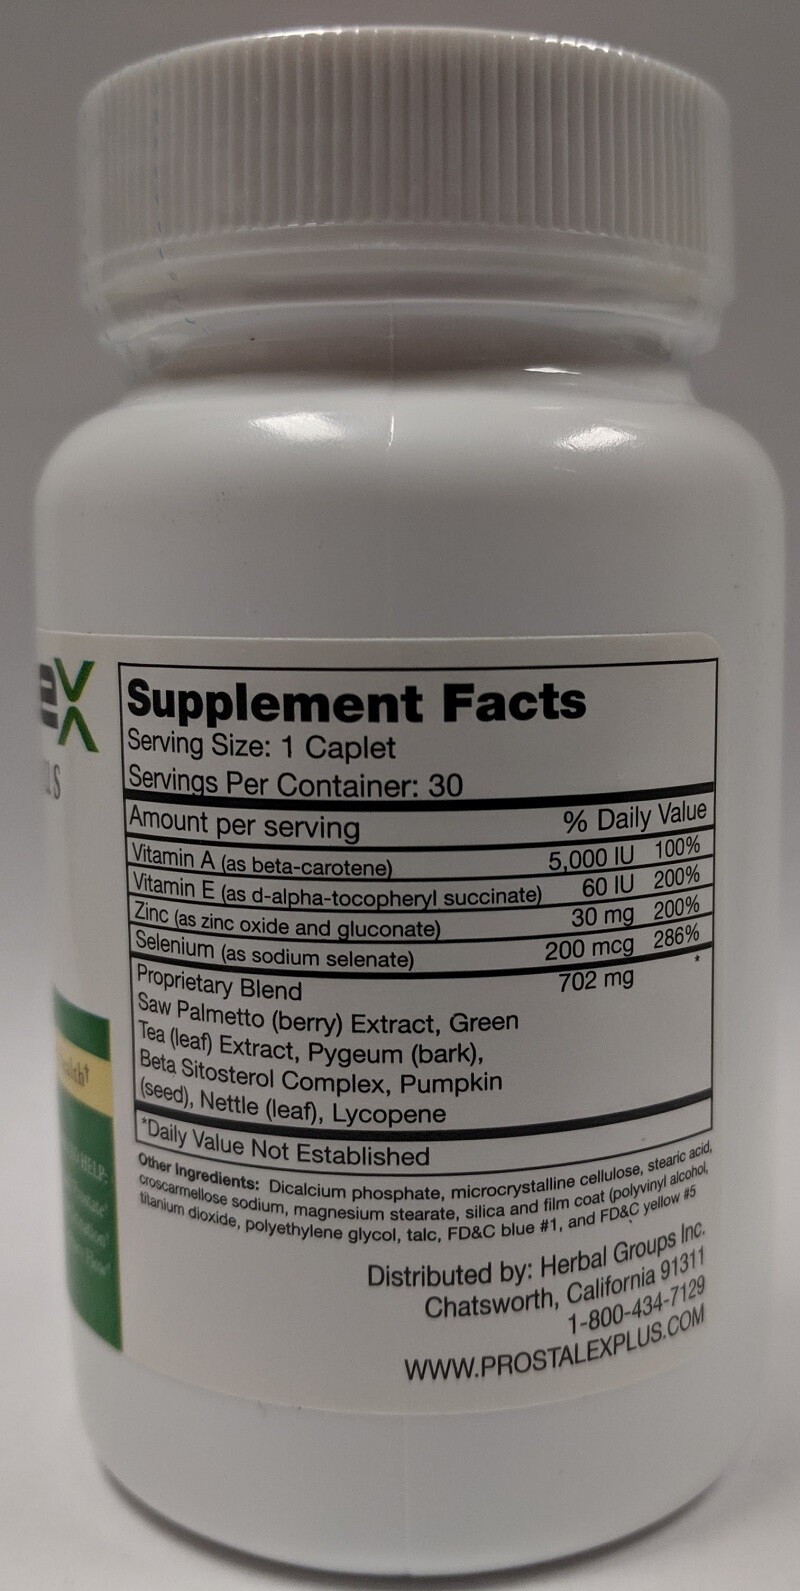 ex
us
Supplement Facts
Serving Size: 1 Caplet
Servings Per Container: 30
Amount per serving % Daily Value
Vitamin A (as beta-carotene) 5,000 IU 100%
Vitamin E (as d-alpha-tocopheryl succinate) 60 IU 200%
Zinc (as zinc oxide and gluconate) 30 mg 200%
Selenium (as sodium selenate) 200 mcg 286%
Proprietary Blend 702 mg *
Saw Palmetto (berry) Extract, Green
Tea (leaf) Extract, Pygeum (bark),
Beta Sitosterol Complex, Pumpkin
(seed), Nettle (leaf), Lycopene
*Daily Value Not Established
Other Ingredients: Dicalcium phosphate, microcrystalline cellulose, stearic acid,
croscarmellose sodium, magnesium stearate, silica and film coat (polyvinyl alcohol,
titanium dioxide, polyethylene glycol, talc, FD&C blue #1, and FD&C yellow #5
Distributed by: Herbal Groups Inc.
Chatsworth, California 91311
1-800-434-7129
WWW.PROSTALEXPLUS.COM
HELP: